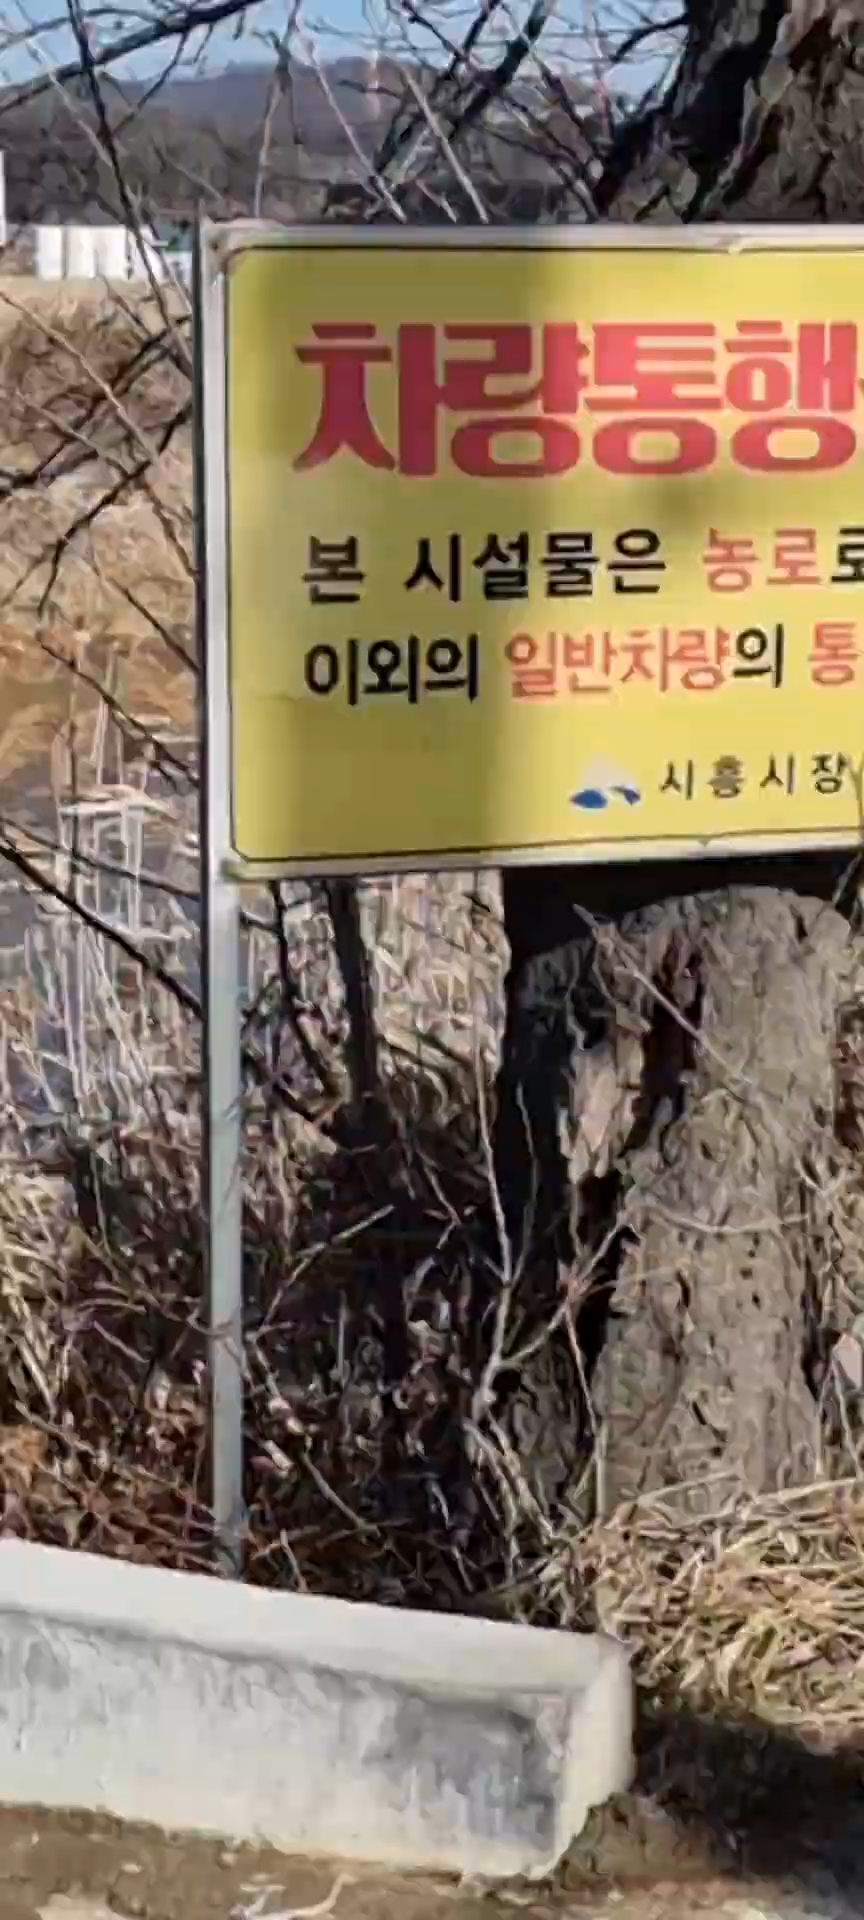 차량통행
본 시설물은 농로로
이외의 일반차량의 통
시흥시장